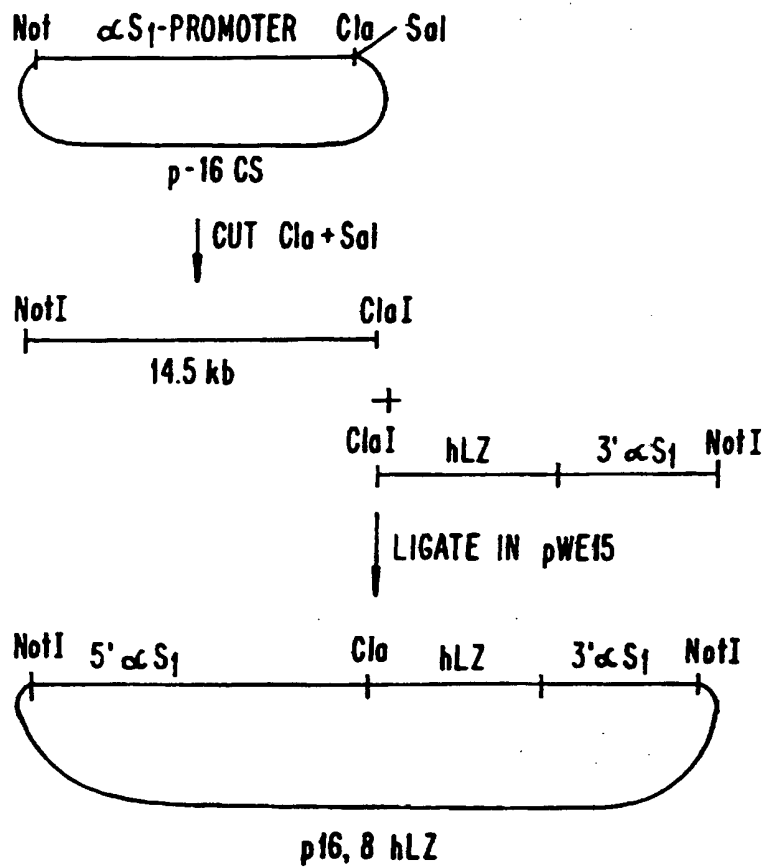 Not αS1-PROMOTER Cla Sal
p-16 CS
CUT Cla+Sal
NotI ClaI
14.5 kb
+
ClaI hLZ 3' αS1 NotI
LIGATE IN pWE15
NotI 5' αS1 Cla hLZ 3' αS1 NotI
p16, 8 hLZ